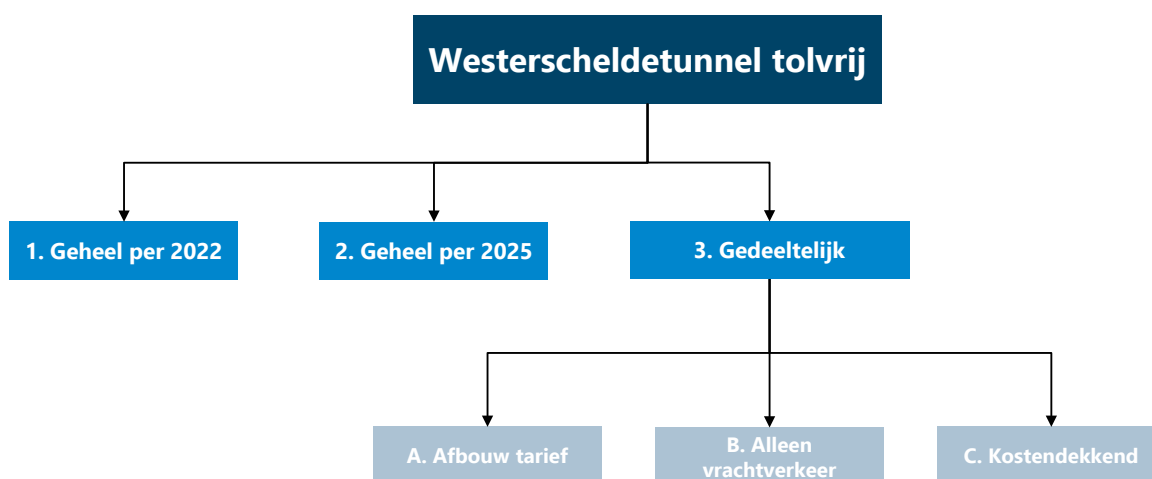 Westerscheldetunnel tolvrij
1. Geheel per 2022
2. Geheel per 2025
3. Gedeeltelijk
A. Afbouw tarief
B. Alleen
vrachtverkeer
C. Kostendekkend